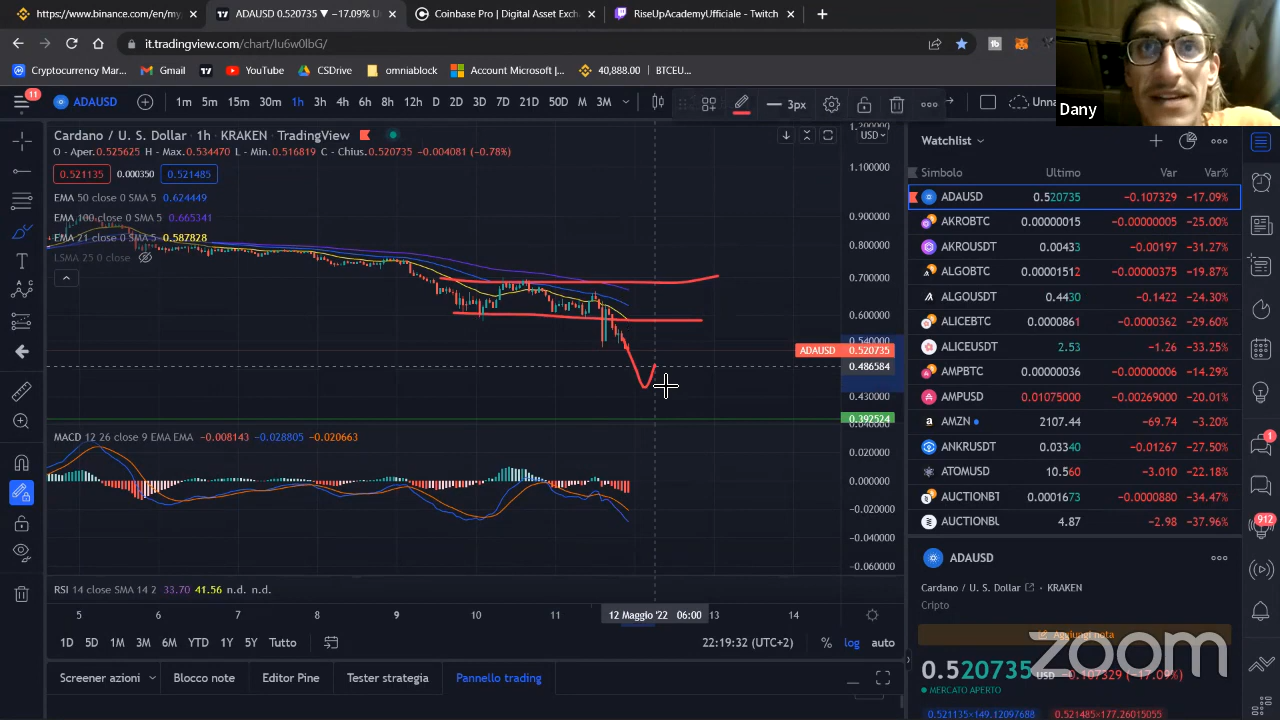 https://www.binance.com/en/my
ADAUSD 0.520735 ▼ −17.09% U
Coinbase Pro | Digital Asset Exch
RiseUpAcademyUfficiale - Twitch
it.tradingview.com/chart/Iu6w0lbG/
Cryptocurrency Mar...
Gmail
YouTube
CSDrive
omniablock
Account Microsoft |...
40,888.00
BTCEU...
Dany
11
ADAUSD
1m 5m 15m 30m 1h 3h 4h 6h 8h 12h D 2D 3D 7D 21D 50D M 3M
3px
Unna
Cardano / U. S. Dollar · 1h · KRAKEN · TradingView
USD
O - Aper.0.525625 H - Max.0.534470 L - Min.0.516819 C - Chius.0.520735 −0.004081 (−0.78%)
0.521135 0.000350 0.521485
EMA 50 close 0 SMA 5 0.624449
EMA 100 close 0 SMA 5 0.665341
EMA 21 close 0 SMA 5 0.587828
LSMA 25 0 close
1.200000
1.100000
0.900000
0.800000
0.700000
0.600000
0.540000
ADAUSD 0.520735
0.486584
0.430000
0.392524
MACD 12 26 close 9 EMA EMA −0.008143 −0.028805 −0.020663
0.020000
0.000000
−0.020000
−0.040000
−0.060000
RSI 14 close SMA 14 2 33.70 41.56 n.d. n.d.
5 6 7 8 9 10 11 12 Maggio '22 06:00 13 14
1D 5D 1M 3M 6M YTD 1Y 5Y Tutto
22:19:32 (UTC+2)
% log auto
Screener azioni
Blocco note
Editor Pine
Tester strategia
Pannello trading
Watchlist
Simbolo Ultimo Var Var%
ADAUSD 0.520735 −0.107329 −17.09%
AKROBTC 0.00000015 −0.00000005 −25.00%
AKROUSDT 0.00433 −0.00197 −31.27%
ALGOBTC 0.00001512 −0.00000375 −19.87%
ALGOUSDT 0.4430 −0.1422 −24.30%
ALICEBTC 0.0000861 −0.0000362 −29.60%
ALICEUSDT 2.53 −1.26 −33.25%
AMPBTC 0.00000036 −0.00000006 −14.29%
AMPUSD 0.01075000 −0.00269000 −20.01%
AMZN 2107.44 −69.74 −3.20%
ANKRUSDT 0.03340 −0.01267 −27.50%
ATOMUSD 10.560 −3.010 −22.18%
AUCTIONBT 0.0001673 −0.0000880 −34.47%
AUCTIONBU 4.87 −2.98 −37.96%
1
912
ADAUSD
Cardano / U. S. Dollar KRAKEN
Cripto
Aggiungi nota
0.520735 USD −0.107329 (−17.09%)
MERCATO APERTO
0.521135×149.12097688 0.521485×177.26015055
zoom